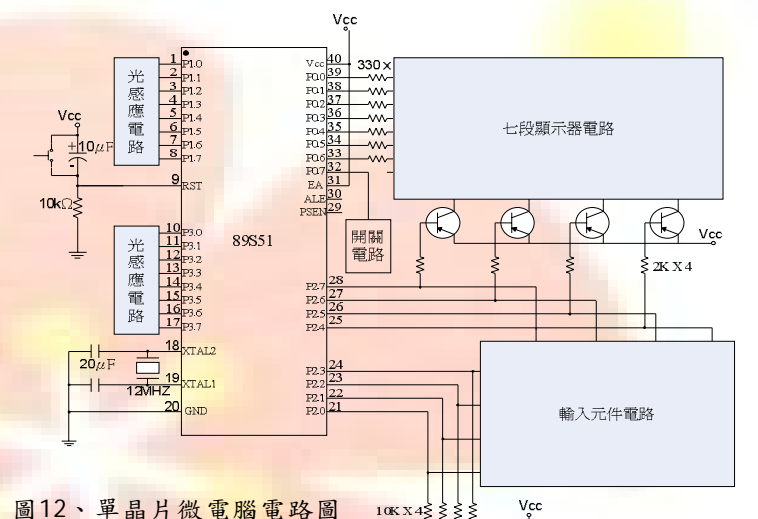 Vcc
1 P1.0
2 P1.1
3 P1.2
4 P1.3
5 P1.4
6 P1.5
7 P1.6
8 P1.7
光感應電路
Vcc
+10μF
-
9 RST
10kΩ
10 P3.0
11 P3.1
12 P3.2
13 P3.3
14 P3.4
15 P3.5
16 P3.6
17 P3.7
光感應電路
18 XTAL2
20μF
19 XTAL1
12MHZ
20 GND
89S51
Vcc 40
P0.0 39
P0.1 38
P0.2 37
P0.3 36
P0.4 35
P0.5 34
P0.6 33
P0.7 32
EA 31
ALE 30
PSEN 29
330x
七段顯示器電路
開關電路
Vcc
2K X 4
P2.7 28
P2.6 27
P2.5 26
P2.4 25
P2.3 24
P2.2 23
P2.1 22
P2.0 21
輸入元件電路
10K X 4
Vcc
圖12、單晶片微電腦電路圖